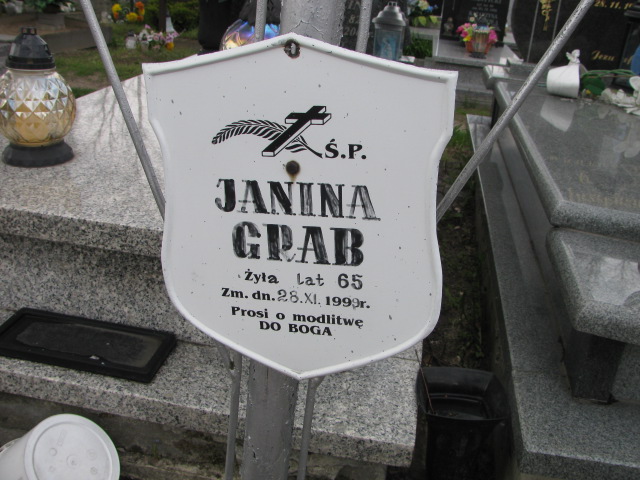 Ś.P.
JANINA
GRAB
Żyła lat 65
Zm. dn. 28.XI. 1999r.
Prosi o modlitwę
DO BOGA